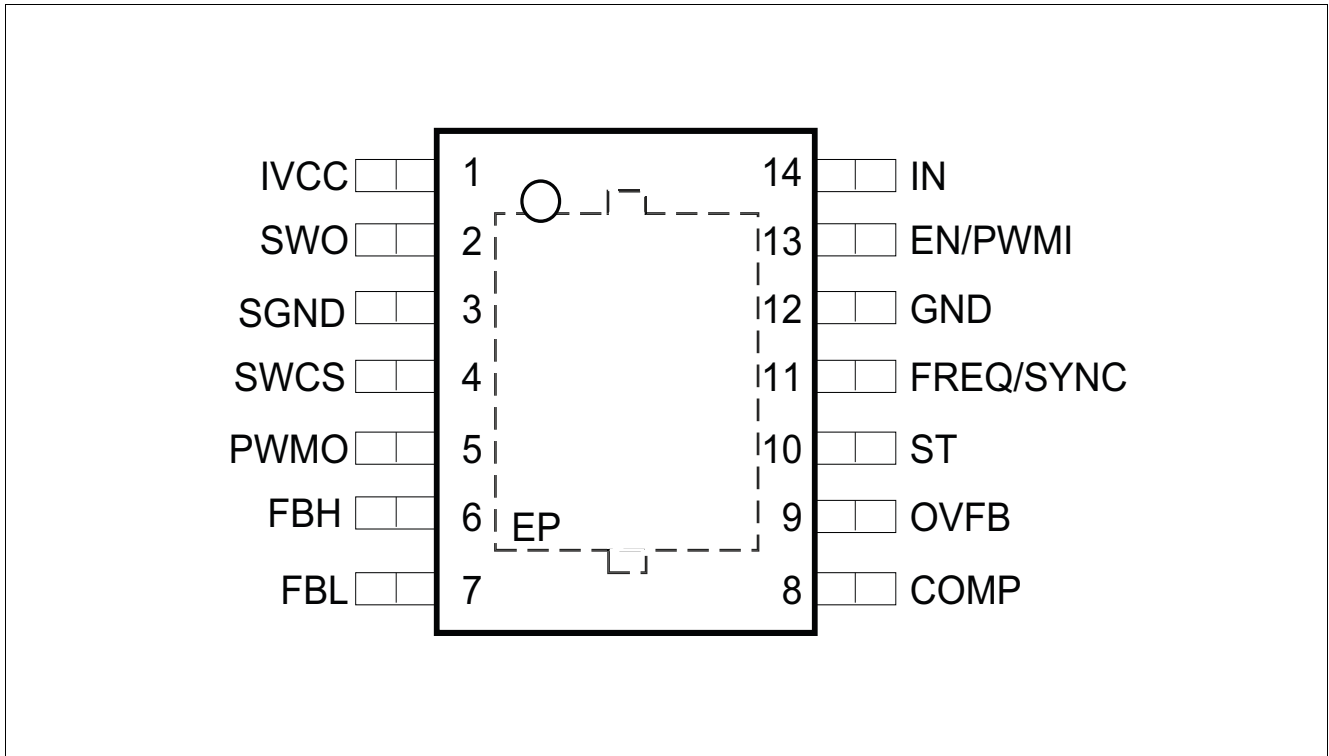 IVCC 1 14 IN
SWO 2 13 EN/PWMI
SGND 3 12 GND
SWCS 4 11 FREQ/SYNC
PWMO 5 10 ST
FBH 6 EP 9 OVFB
FBL 7 8 COMP